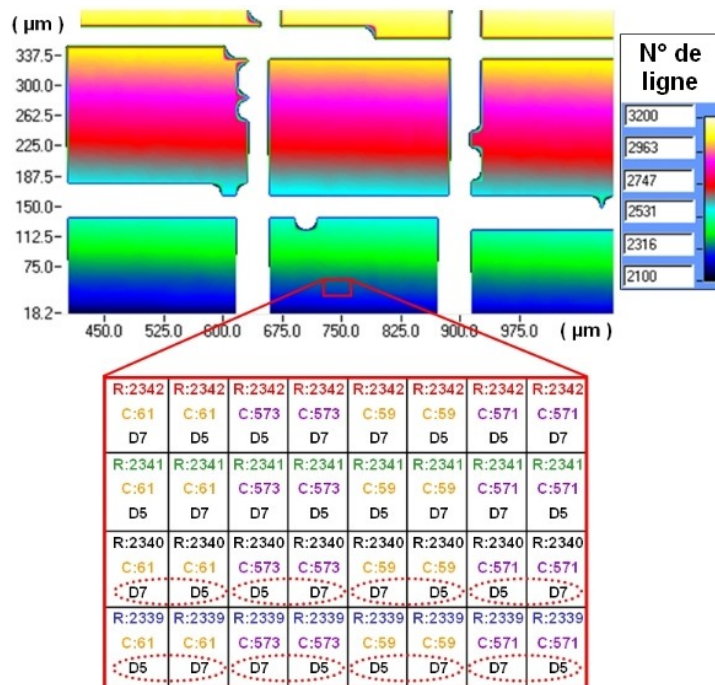 ( µm )
337.5-
300.0-
262.5-
225.0-
187.5-
150.0-
112.5-
75.0-
18.2-
450.0 525.0 600.0 675.0 750.0 825.0 900.0 975.0 ( µm )
N° de
ligne
3200
2963
2747
2531
2316
2100
R:2342 R:2342 R:2342 R:2342 R:2342 R:2342 R:2342 R:2342
C:61 C:61 C:573 C:573 C:59 C:59 C:571 C:571
D7 D5 D5 D7 D7 D5 D5 D7
R:2341 R:2341 R:2341 R:2341 R:2341 R:2341 R:2341 R:2341
C:61 C:61 C:573 C:573 C:59 C:59 C:571 C:571
D5 D7 D7 D5 D5 D7 D7 D5
R:2340 R:2340 R:2340 R:2340 R:2340 R:2340 R:2340 R:2340
C:61 C:61 C:573 C:573 C:59 C:59 C:571 C:571
D7 D5 D5 D7 D7 D5 D5 D7
R:2339 R:2339 R:2339 R:2339 R:2339 R:2339 R:2339 R:2339
C:61 C:61 C:573 C:573 C:59 C:59 C:571 C:571
D5 D7 D7 D5 D5 D7 D7 D5